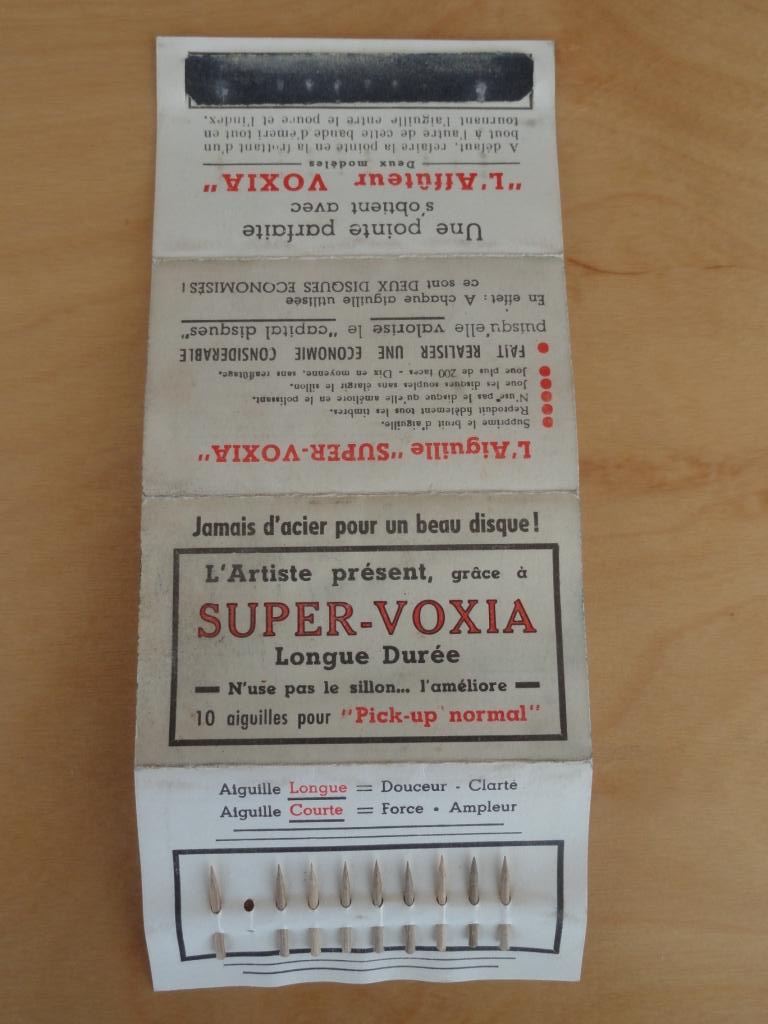 Une pointe parfaite
s'obtient avec
"L'Affûteur VOXIA"
Deux modèles
A défaut, refaire la pointe en la frottant d'un
bout à l'autre de cette bande d'émeri tout en
tournant l'aiguille entre le pouce et l'index.
L'Aiguille "SUPER-VOXIA"
Supprime le bruit d'aiguille.
Reproduit fidèlement tous les timbres.
N'use pas le disque qu'elle améliore en le polissant.
Joue les disques souples sans élargir le sillon.
Joue plus de 200 faces - Dix en moyenne, sans réaffûtage.
FAIT REALISER UNE ECONOMIE CONSIDERABLE
puisqu'elle valorise le "capital disques"
En effet : A chaque aiguille utilisée
ce sont DEUX DISQUES ECONOMISÉS !
Jamais d'acier pour un beau disque!
L'Artiste présent, grâce à
SUPER-VOXIA
Longue Durée
N'use pas le sillon... l'améliore
10 aiguilles pour "Pick-up normal"
Aiguille Longue = Douceur - Clarté
Aiguille Courte = Force • Ampleur